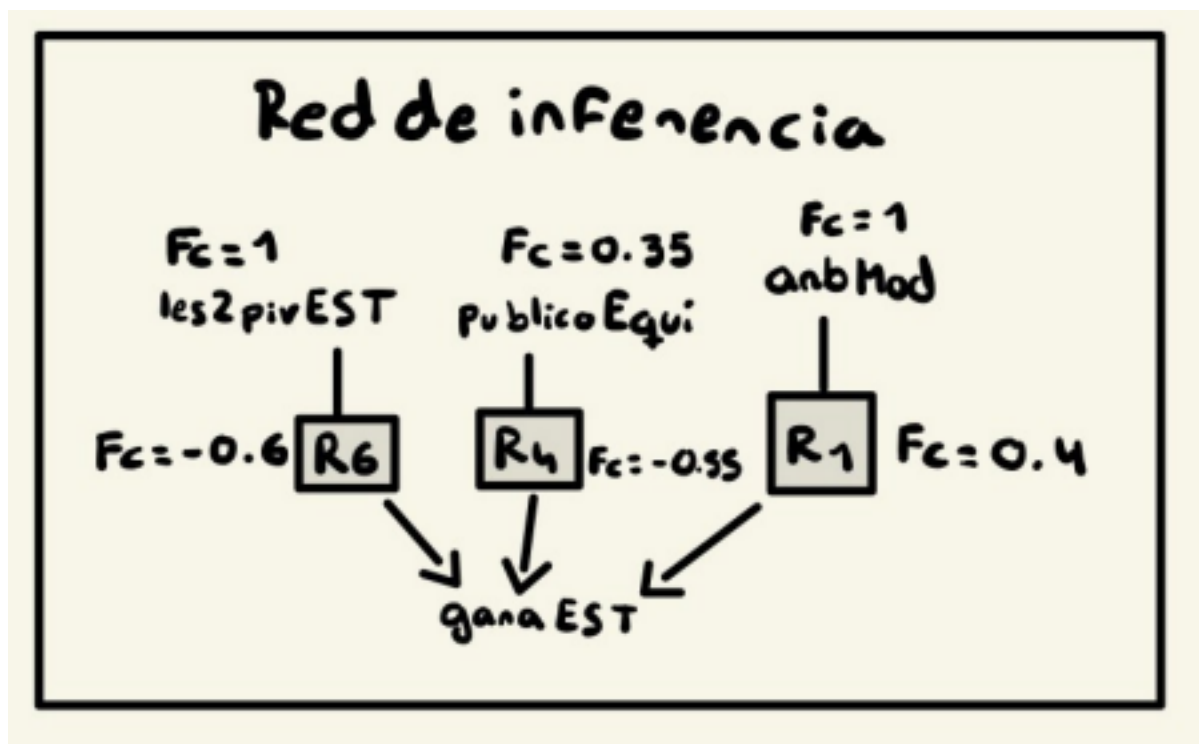 Red de inferencia
Fc=1
les2pivEST
Fc=0.35
publicoEqui
Fc=1
arbMod
Fc=-0.6
R6
R4
Fc=-0.55
R1
Fc=0.4
ganaEST